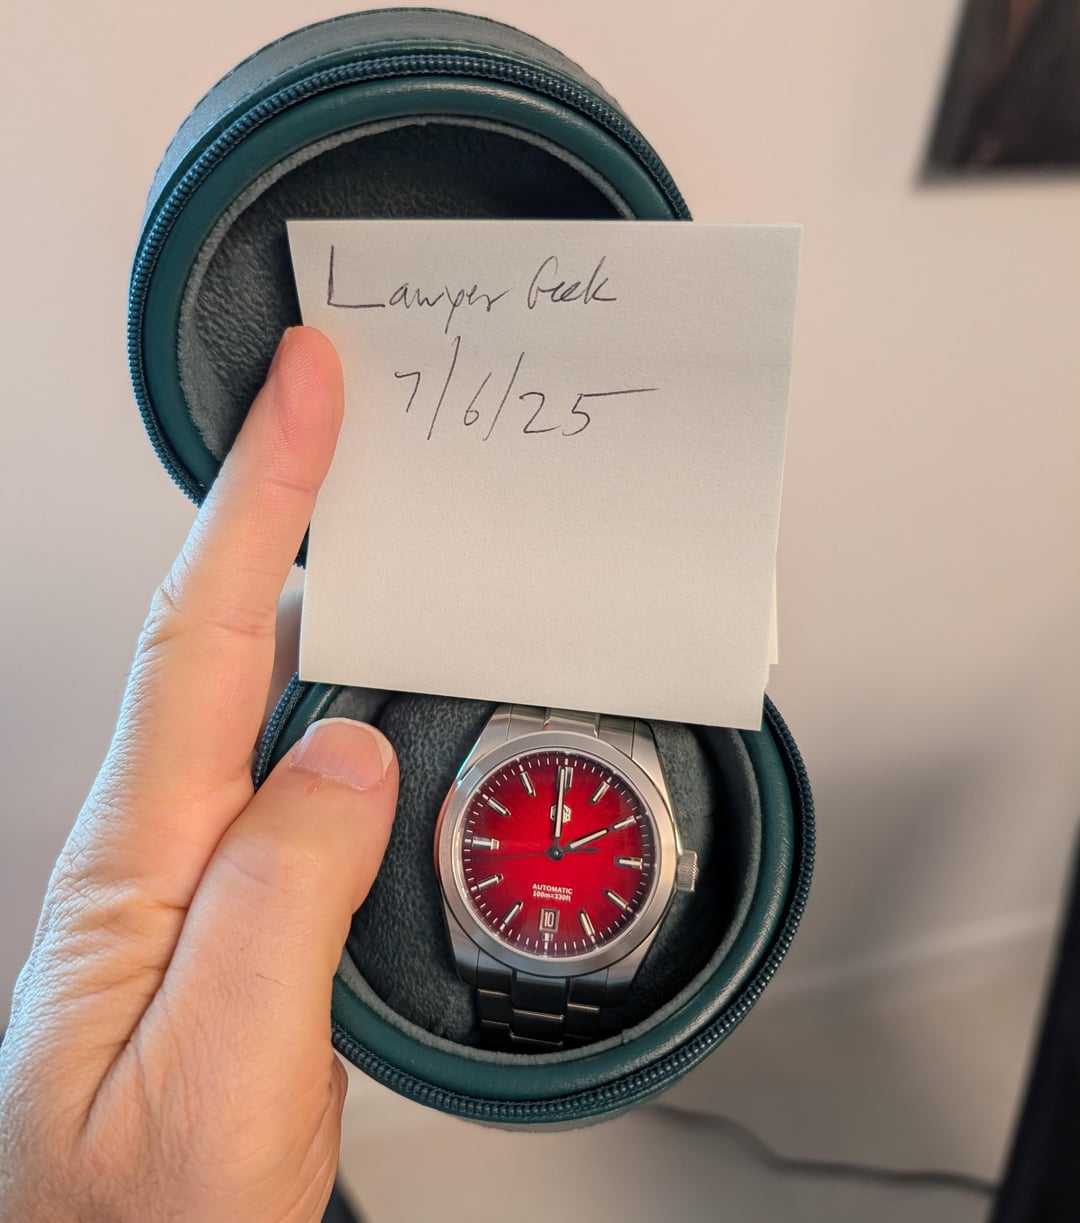 Lawyer Geek
7/6/25
AUTOMATIC
100m=330ft
10